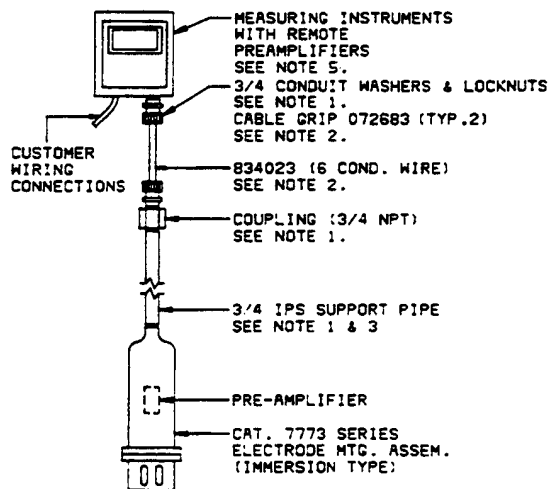 MEASURING INSTRUMENTS
WITH REMOTE
PREAMPLIFIERS
SEE NOTE 5.
3/4 CONDUIT WASHERS & LOCKNUTS
SEE NOTE 1.
CABLE GRIP 072683 (TYP.2)
SEE NOTE 2.
CUSTOMER
WIRING
CONNECTIONS
834023 (6 COND. WIRE)
SEE NOTE 2.
COUPLING (3/4 NPT)
SEE NOTE 1.
3/4 IPS SUPPORT PIPE
SEE NOTE 1 & 3
PRE-AMPLIFIER
CAT. 7773 SERIES
ELECTRODE MTG. ASSEM.
(IMMERSION TYPE)